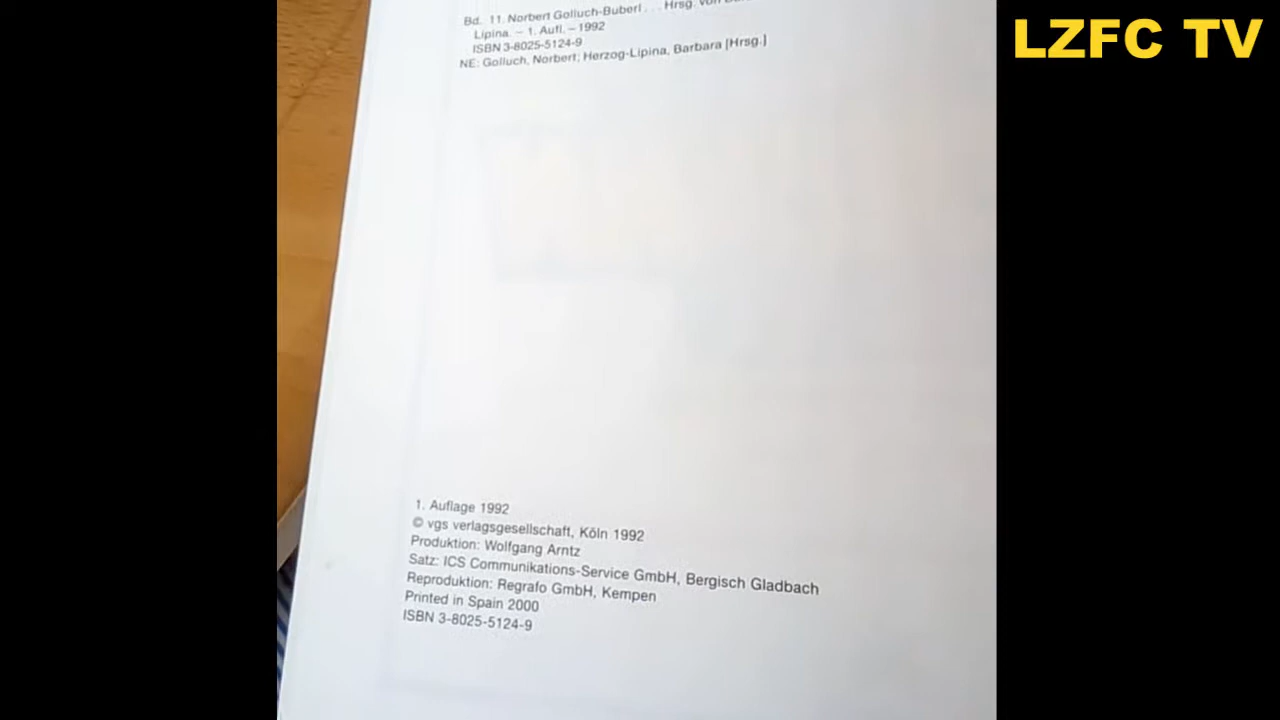 LZFC TV
Bd. 11. Norbert Golluch-Buberl . . . Hrsg. von
Lipina. – 1. Aufl. – 1992
ISBN 3-8025-5124-9
NE: Golluch, Norbert; Herzog-Lipina, Barbara [Hrsg.]
1. Auflage 1992
© vgs verlagsgesellschaft, Köln 1992
Produktion: Wolfgang Arntz
Satz: ICS Communikations-Service GmbH, Bergisch Gladbach
Reproduktion: Regrafo GmbH, Kempen
Printed in Spain 2000
ISBN 3-8025-5124-9